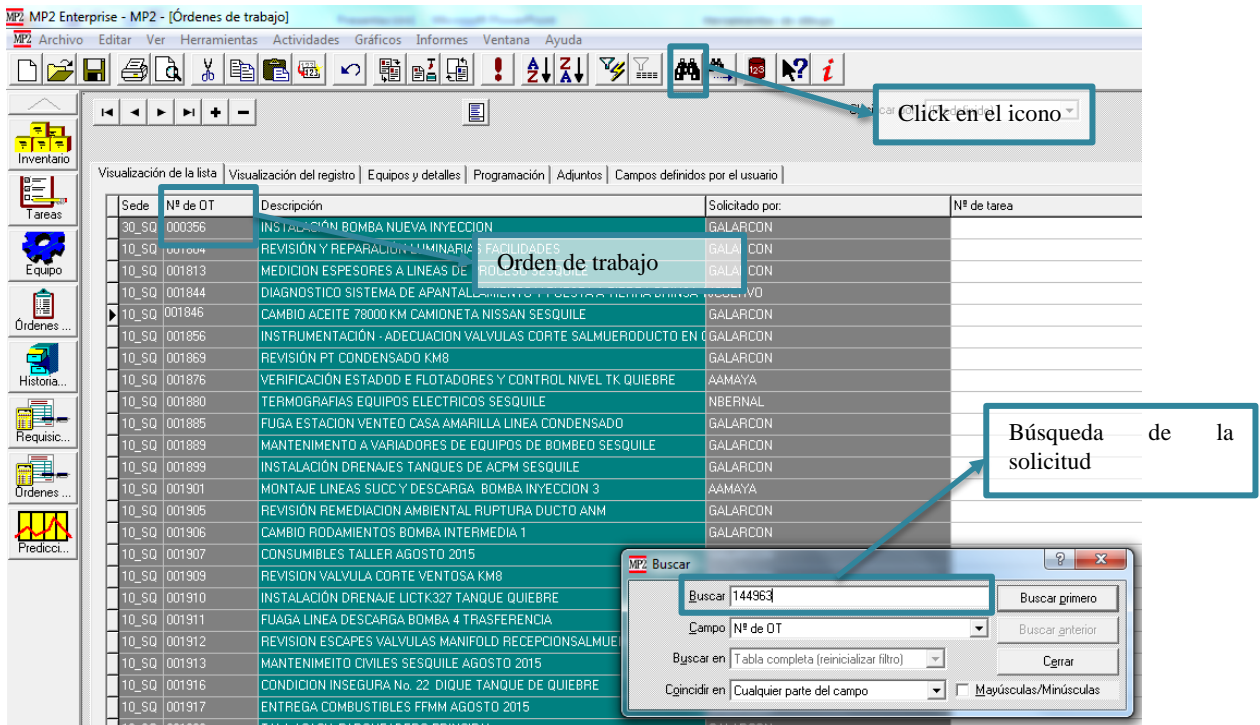 MP2 MP2 Enterprise - MP2 - [Órdenes de trabajo]
MP2 Archivo Editar Ver Herramientas Actividades Gráficos Informes Ventana Ayuda
123
Click en el icono
Inventario
Tareas
Equipo
Órdenes ...
Historia...
Requisic...
Órdenes ...
Predicci...
Visualización de la lista Visualización del registro Equipos y detalles Programación Adjuntos Campos definidos por el usuario
Sede Nº de OT Descripción Solicitado por: Nº de tarea
30_SQ 000356 INSTALACIÓN BOMBA NUEVA INYECCION GALARCON
10_SQ 001804 REVISIÓN Y REPARACIÓN LUMINARIAS FACILIDADES GALARCON
10_SQ 001813 MEDICION ESPESORES A LINEAS DE PROCESO SESQUILE GALARCON
10_SQ 001844 DIAGNOSTICO SISTEMA DE APANTALLAMIENTO Y PUESTA A TIERRA BRINSA
10_SQ 001846 CAMBIO ACEITE 78000 KM CAMIONETA NISSAN SESQUILE GALARCON
10_SQ 001856 INSTRUMENTACIÓN - ADECUACION VALVULAS CORTE SALMUERODUCTO EN GALARCON
10_SQ 001869 REVISIÓN PT CONDENSADO KM8 GALARCON
10_SQ 001876 VERIFICACIÓN ESTADOD E FLOTADORES Y CONTROL NIVEL TK QUIEBRE AAMAYA
10_SQ 001880 TERMOGRAFIAS EQUIPOS ELECTRICOS SESQUILE NBERNAL
10_SQ 001885 FUGA ESTACION VENTEO CASA AMARILLA LINEA CONDENSADO GALARCON
10_SQ 001889 MANTENIMENTO A VARIADORES DE EQUIPOS DE BOMBEO SESQUILE GALARCON
10_SQ 001899 INSTALACIÓN DRENAJES TANQUES DE ACPM SESQUILE GALARCON
10_SQ 001901 MONTAJE LINEAS SUCC Y DESCARGA BOMBA INYECCION 3 AAMAYA
10_SQ 001905 REVISIÓN REMEDIACION AMBIENTAL RUPTURA DUCTO ANM GALARCON
10_SQ 001906 CAMBIO RODAMIENTOS BOMBA INTERMEDIA 1 GALARCON
10_SQ 001907 CONSUMIBLES TALLER AGOSTO 2015
10_SQ 001909 REVISION VALVULA CORTE VENTOSA KM8
10_SQ 001910 INSTALACIÓN DRENAJE LICTK327 TANQUE QUIEBRE
10_SQ 001911 FUAGA LINEA DESCARGA BOMBA 4 TRASFERENCIA
10_SQ 001912 REVISION ESCAPES VALVULAS MANIFOLD RECEPCIONSALMUE
10_SQ 001913 MANTENIMEITO CIVILES SESQUILE AGOSTO 2015
10_SQ 001916 CONDICION INSEGURA No. 22 DIQUE TANQUE DE QUIEBRE
10_SQ 001917 ENTREGA COMBUSTIBLES FFMM AGOSTO 2015
Orden de trabajo
Búsqueda de la
solicitud
MP2 Buscar
Buscar 144963 Buscar primero
Campo Nº de OT Buscar anterior
Buscar en Tabla completa (reinicializar filtro) Cerrar
Coincidir en Cualquier parte del campo Mayúsculas/Minúsculas